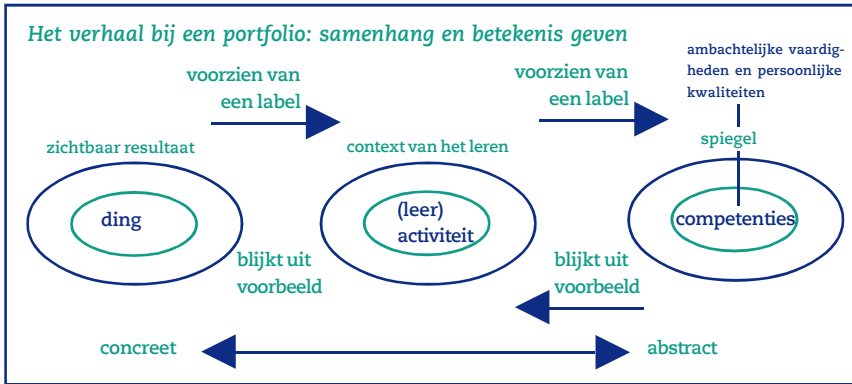 Het verhaal bij een portfolio: samenhang en betekenis geven
ambachtelijke vaardig-
heden en persoonlijke
kwaliteiten
voorzien van
een label
voorzien van
een label
zichtbaar resultaat
context van het leren
spiegel
ding
(leer)
activiteit
competenties
blijkt uit
voorbeeld
blijkt uit
voorbeeld
concreet
abstract